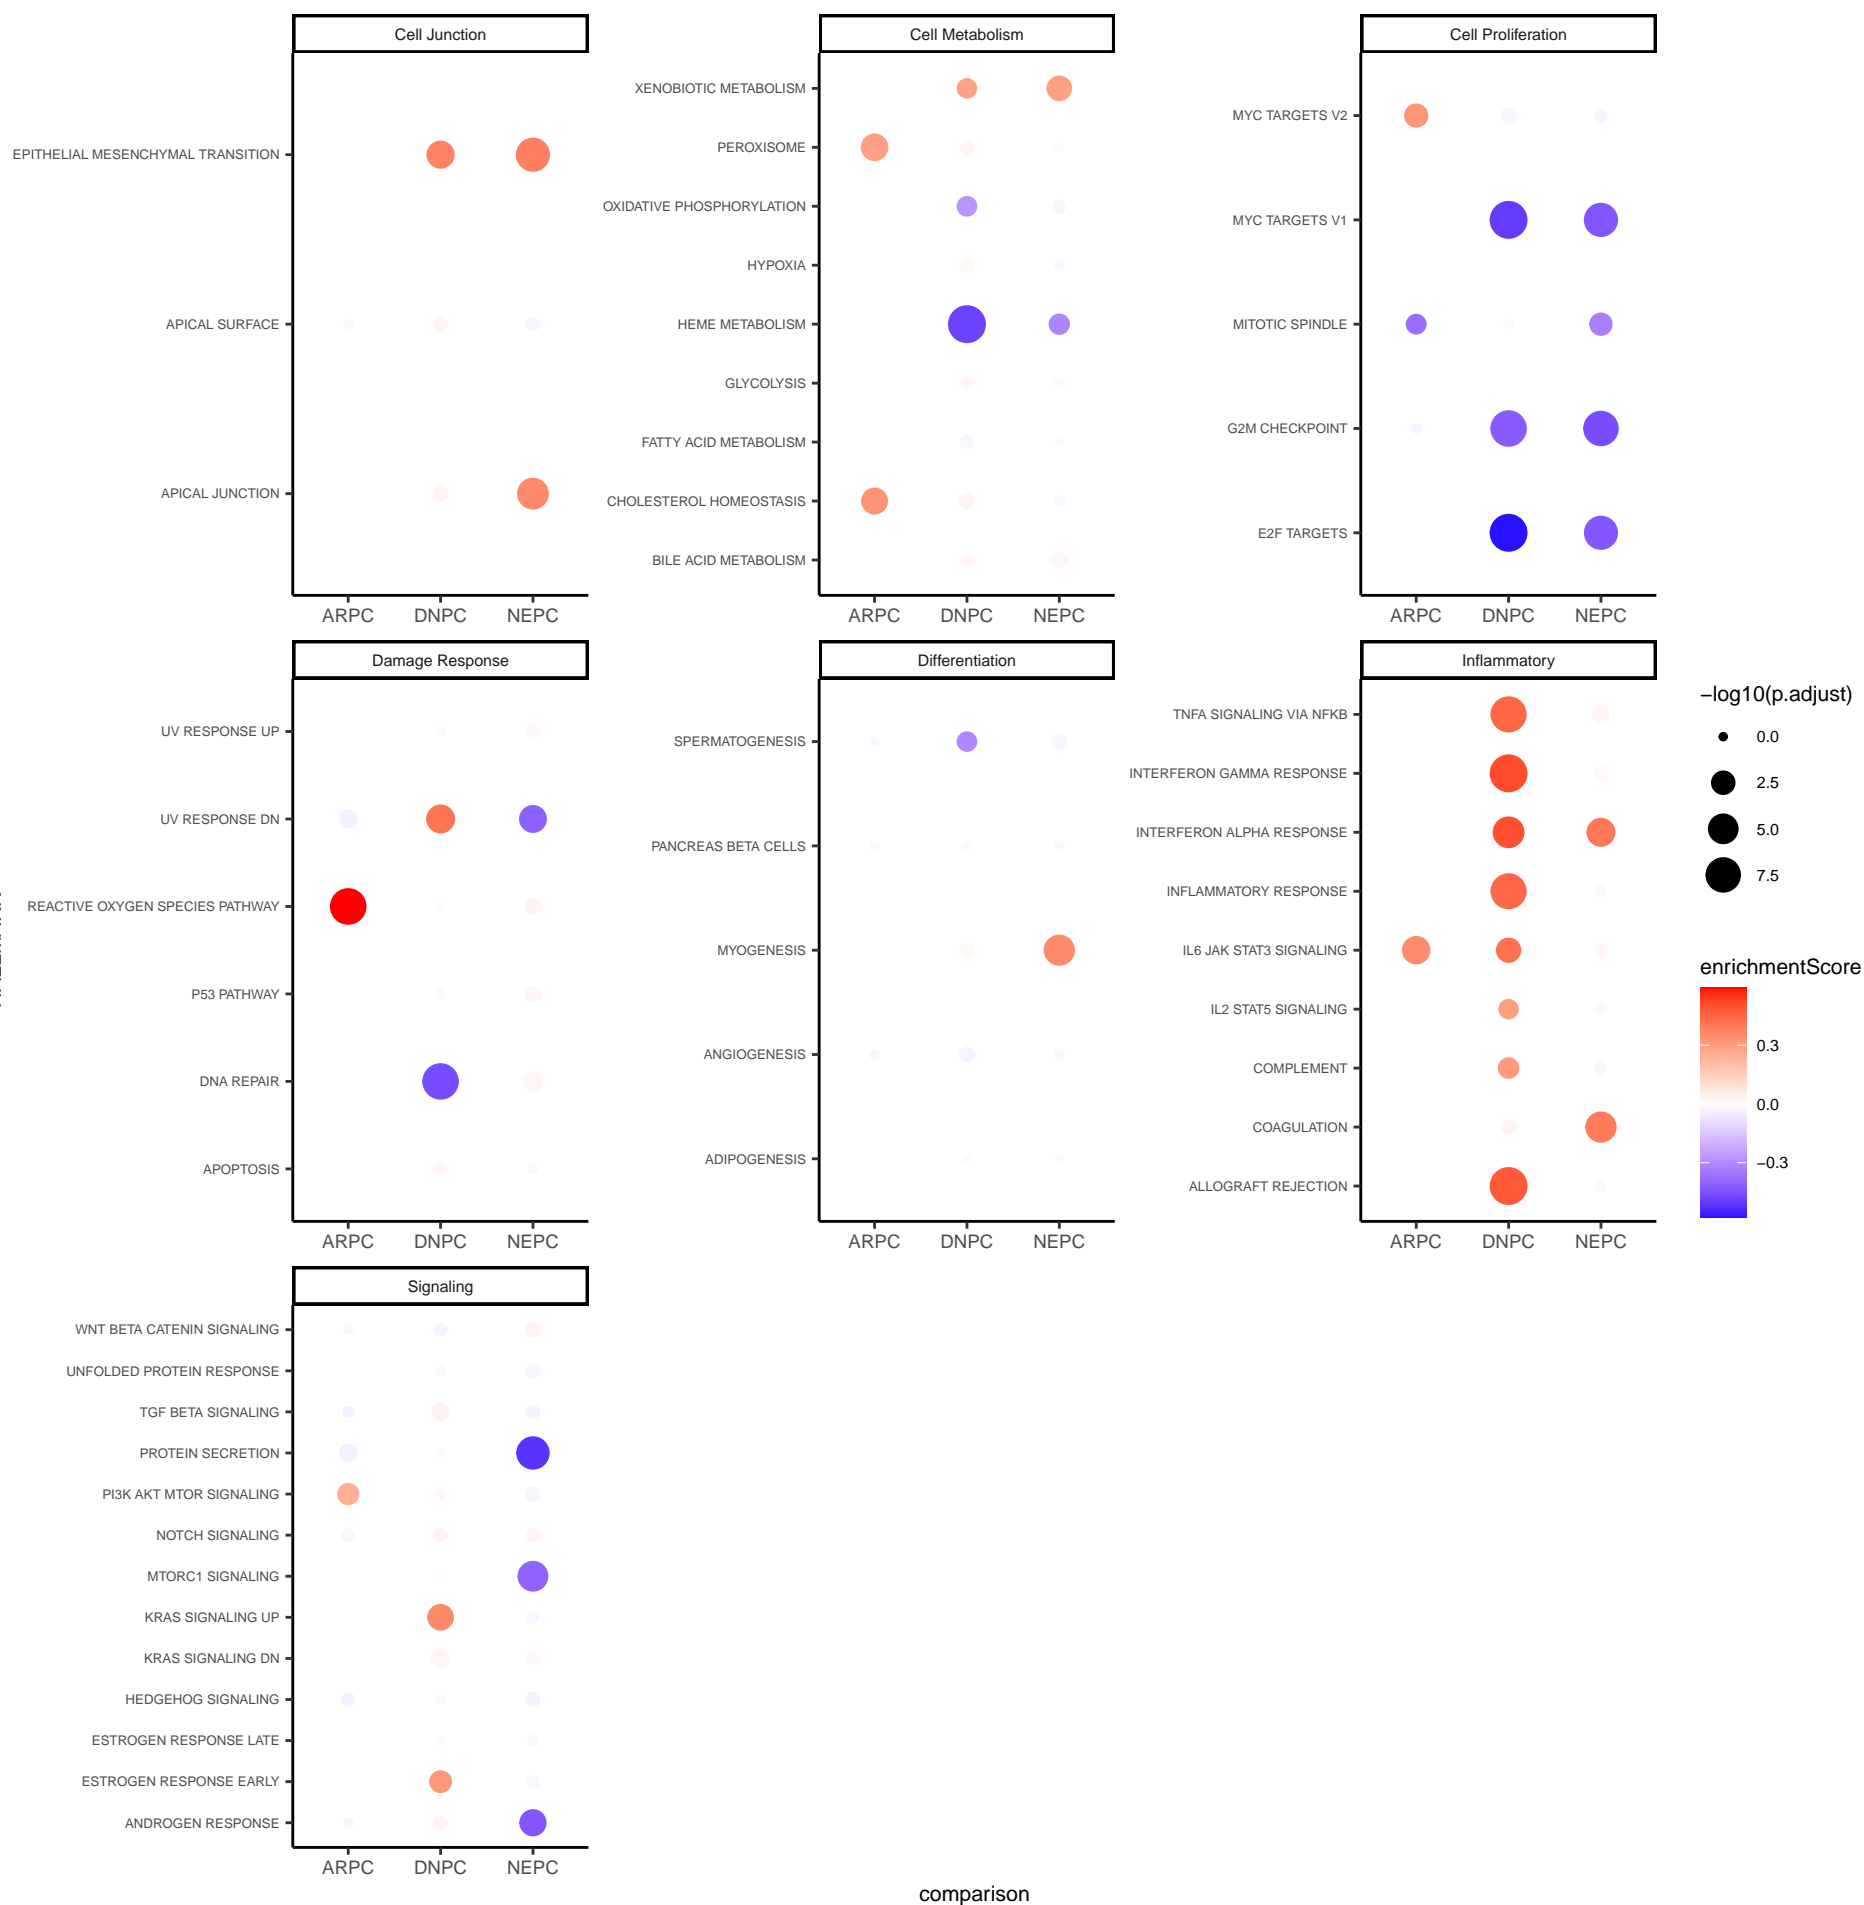 Cell Junction
EPITHELIAL MESENCHYMAL TRANSITION
APICAL SURFACE
APICAL JUNCTION
ARPC DNPC NEPC
Cell Metabolism
XENOBIOTIC METABOLISM
PEROXISOME
OXIDATIVE PHOSPHORYLATION
HYPOXIA
HEME METABOLISM
GLYCOLYSIS
FATTY ACID METABOLISM
CHOLESTEROL HOMEOSTASIS
BILE ACID METABOLISM
ARPC DNPC NEPC
Cell Proliferation
MYC TARGETS V2
MYC TARGETS V1
MITOTIC SPINDLE
G2M CHECKPOINT
E2F TARGETS
ARPC DNPC NEPC
Damage Response
UV RESPONSE UP
UV RESPONSE DN
REACTIVE OXYGEN SPECIES PATHWAY
P53 PATHWAY
DNA REPAIR
APOPTOSIS
ARPC DNPC NEPC
Differentiation
SPERMATOGENESIS
PANCREAS BETA CELLS
MYOGENESIS
ANGIOGENESIS
ADIPOGENESIS
ARPC DNPC NEPC
Inflammatory
TNFA SIGNALING VIA NFKB
INTERFERON GAMMA RESPONSE
INTERFERON ALPHA RESPONSE
INFLAMMATORY RESPONSE
IL6 JAK STAT3 SIGNALING
IL2 STAT5 SIGNALING
COMPLEMENT
COAGULATION
ALLOGRAFT REJECTION
ARPC DNPC NEPC
−log10(p.adjust)
0.0
2.5
5.0
7.5
enrichmentScore
0.3
0.0
−0.3
Signaling
WNT BETA CATENIN SIGNALING
UNFOLDED PROTEIN RESPONSE
TGF BETA SIGNALING
PROTEIN SECRETION
PI3K AKT MTOR SIGNALING
NOTCH SIGNALING
MTORC1 SIGNALING
KRAS SIGNALING UP
KRAS SIGNALING DN
HEDGEHOG SIGNALING
ESTROGEN RESPONSE LATE
ESTROGEN RESPONSE EARLY
ANDROGEN RESPONSE
ARPC DNPC NEPC
comparison